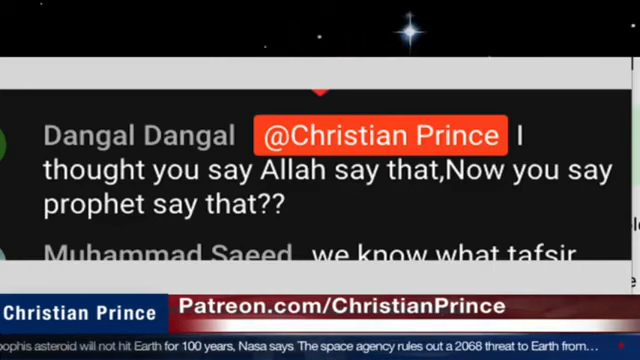 Dangal Dangal @Christian Prince I
thought you say Allah say that,Now you say
prophet say that??
Muhammad Saeed we know what tafsir
Patreon.com/ChristianPrince
Christian Prince
asteroid will not hit Earth for 100 years, Nasa says The space agency rules out a 2068 threat to Earth from...